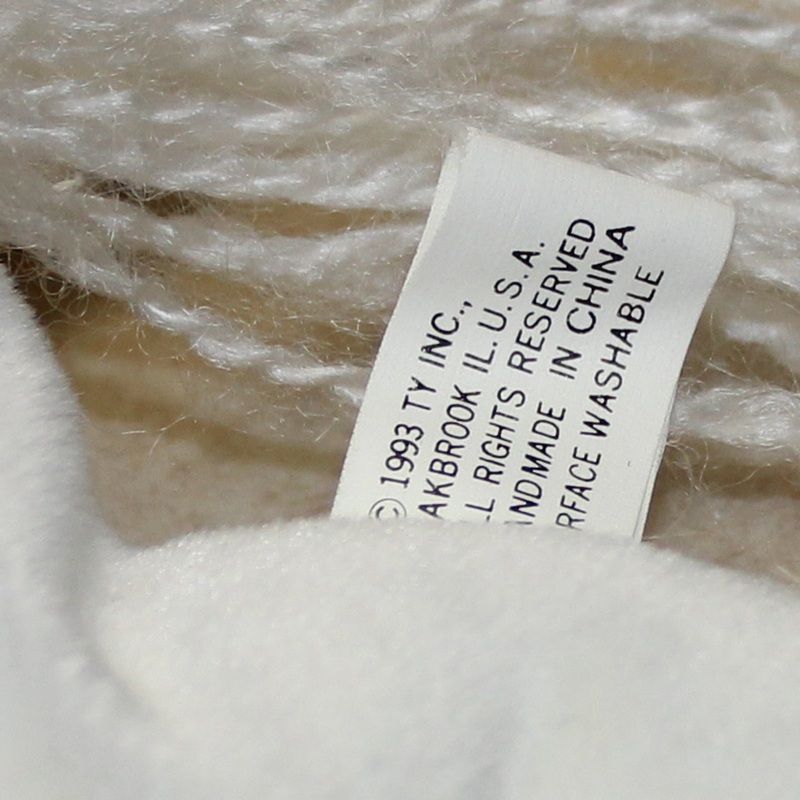 © 1993 TY INC.,
AKBROOK IL. U.S.A.
LL RIGHTS RESERVED
ANDMADE IN CHINA
RFACE WASHABLE